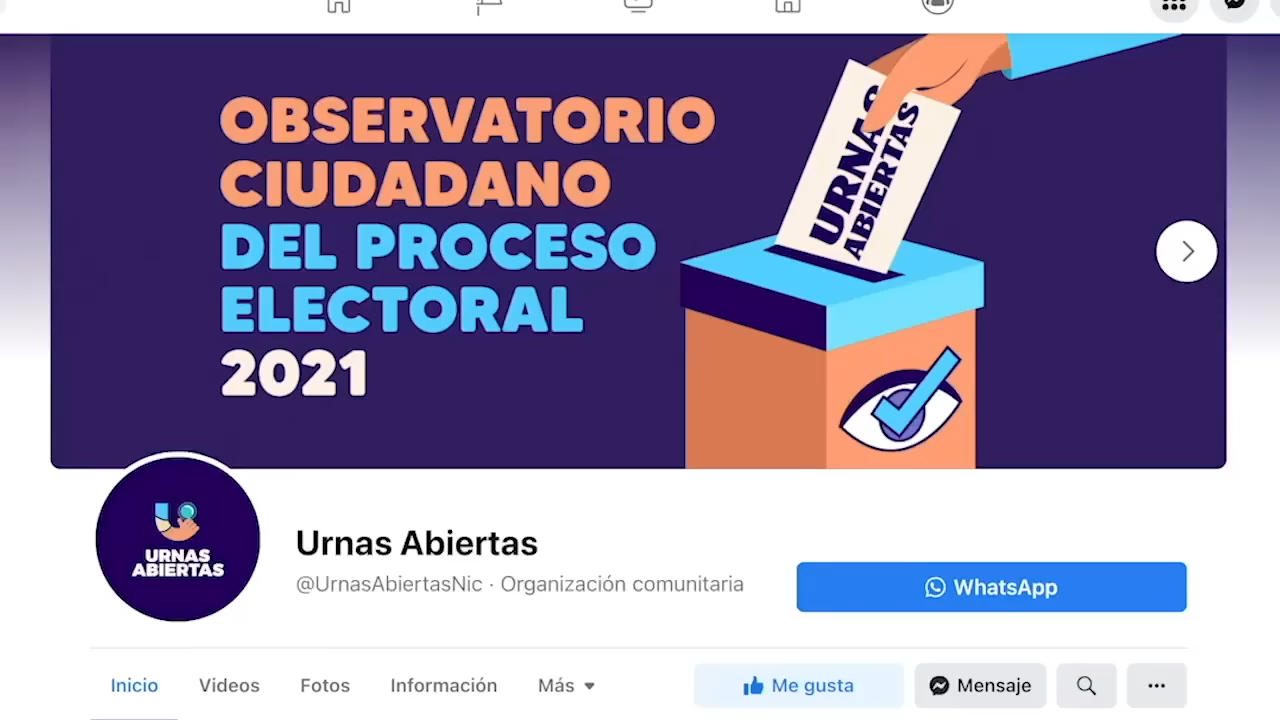 OBSERVATORIO
CIUDADANO
DEL PROCESO
ELECTORAL
2021
URNAS
ABIERTAS
URNAS
ABIERTAS
Urnas Abiertas
@UrnasAbiertasNic · Organización comunitaria
WhatsApp
Inicio Videos Fotos Información Más Me gusta Mensaje